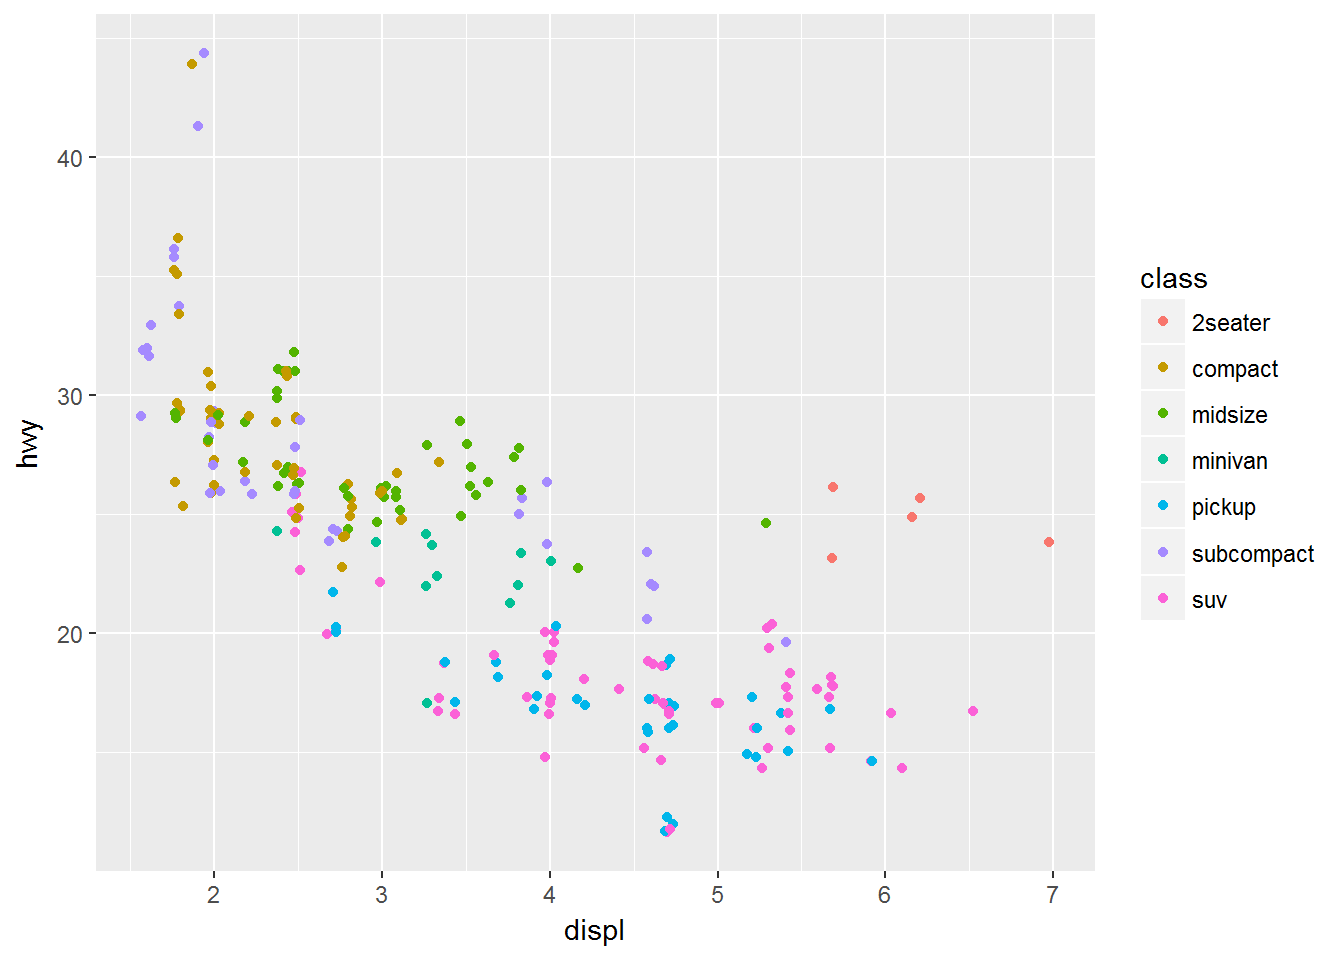 40
30
20
hwy
2 3 4 5 6 7
displ
class
2seater
compact
midsize
minivan
pickup
subcompact
suv